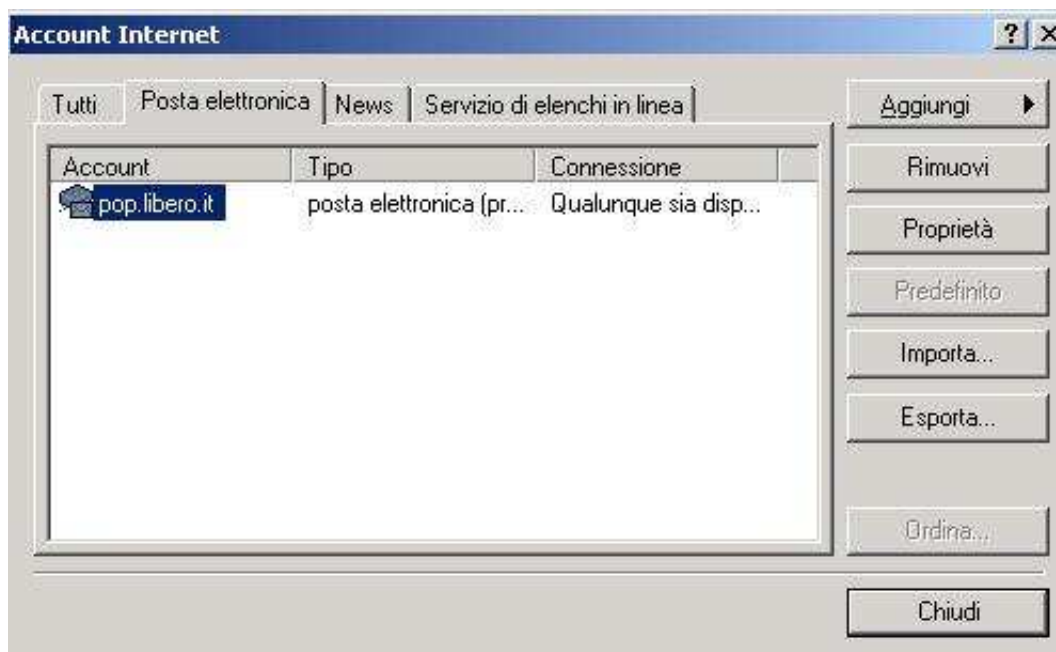 Account Internet
Tutti Posta elettronica News Servizio di elenchi in linea
Account Tipo Connessione
pop.libero.it posta elettronica (pr... Qualunque sia disp...
Aggiungi
Rimuovi
Proprietà
Predefinito
Importa...
Esporta...
Ordina...
Chiudi